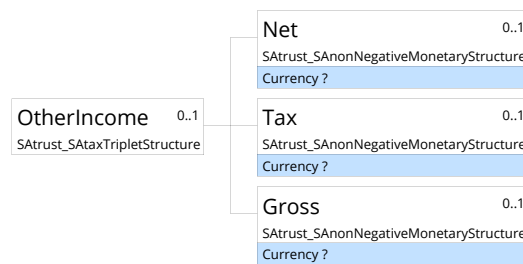 Net 0..1
SAtrust_SAnonNegativeMonetaryStructure
Currency ?
OtherIncome 0..1
SAtrust_SAtaxTripletStructure
Tax 0..1
SAtrust_SAnonNegativeMonetaryStructure
Currency ?
Gross 0..1
SAtrust_SAnonNegativeMonetaryStructure
Currency ?